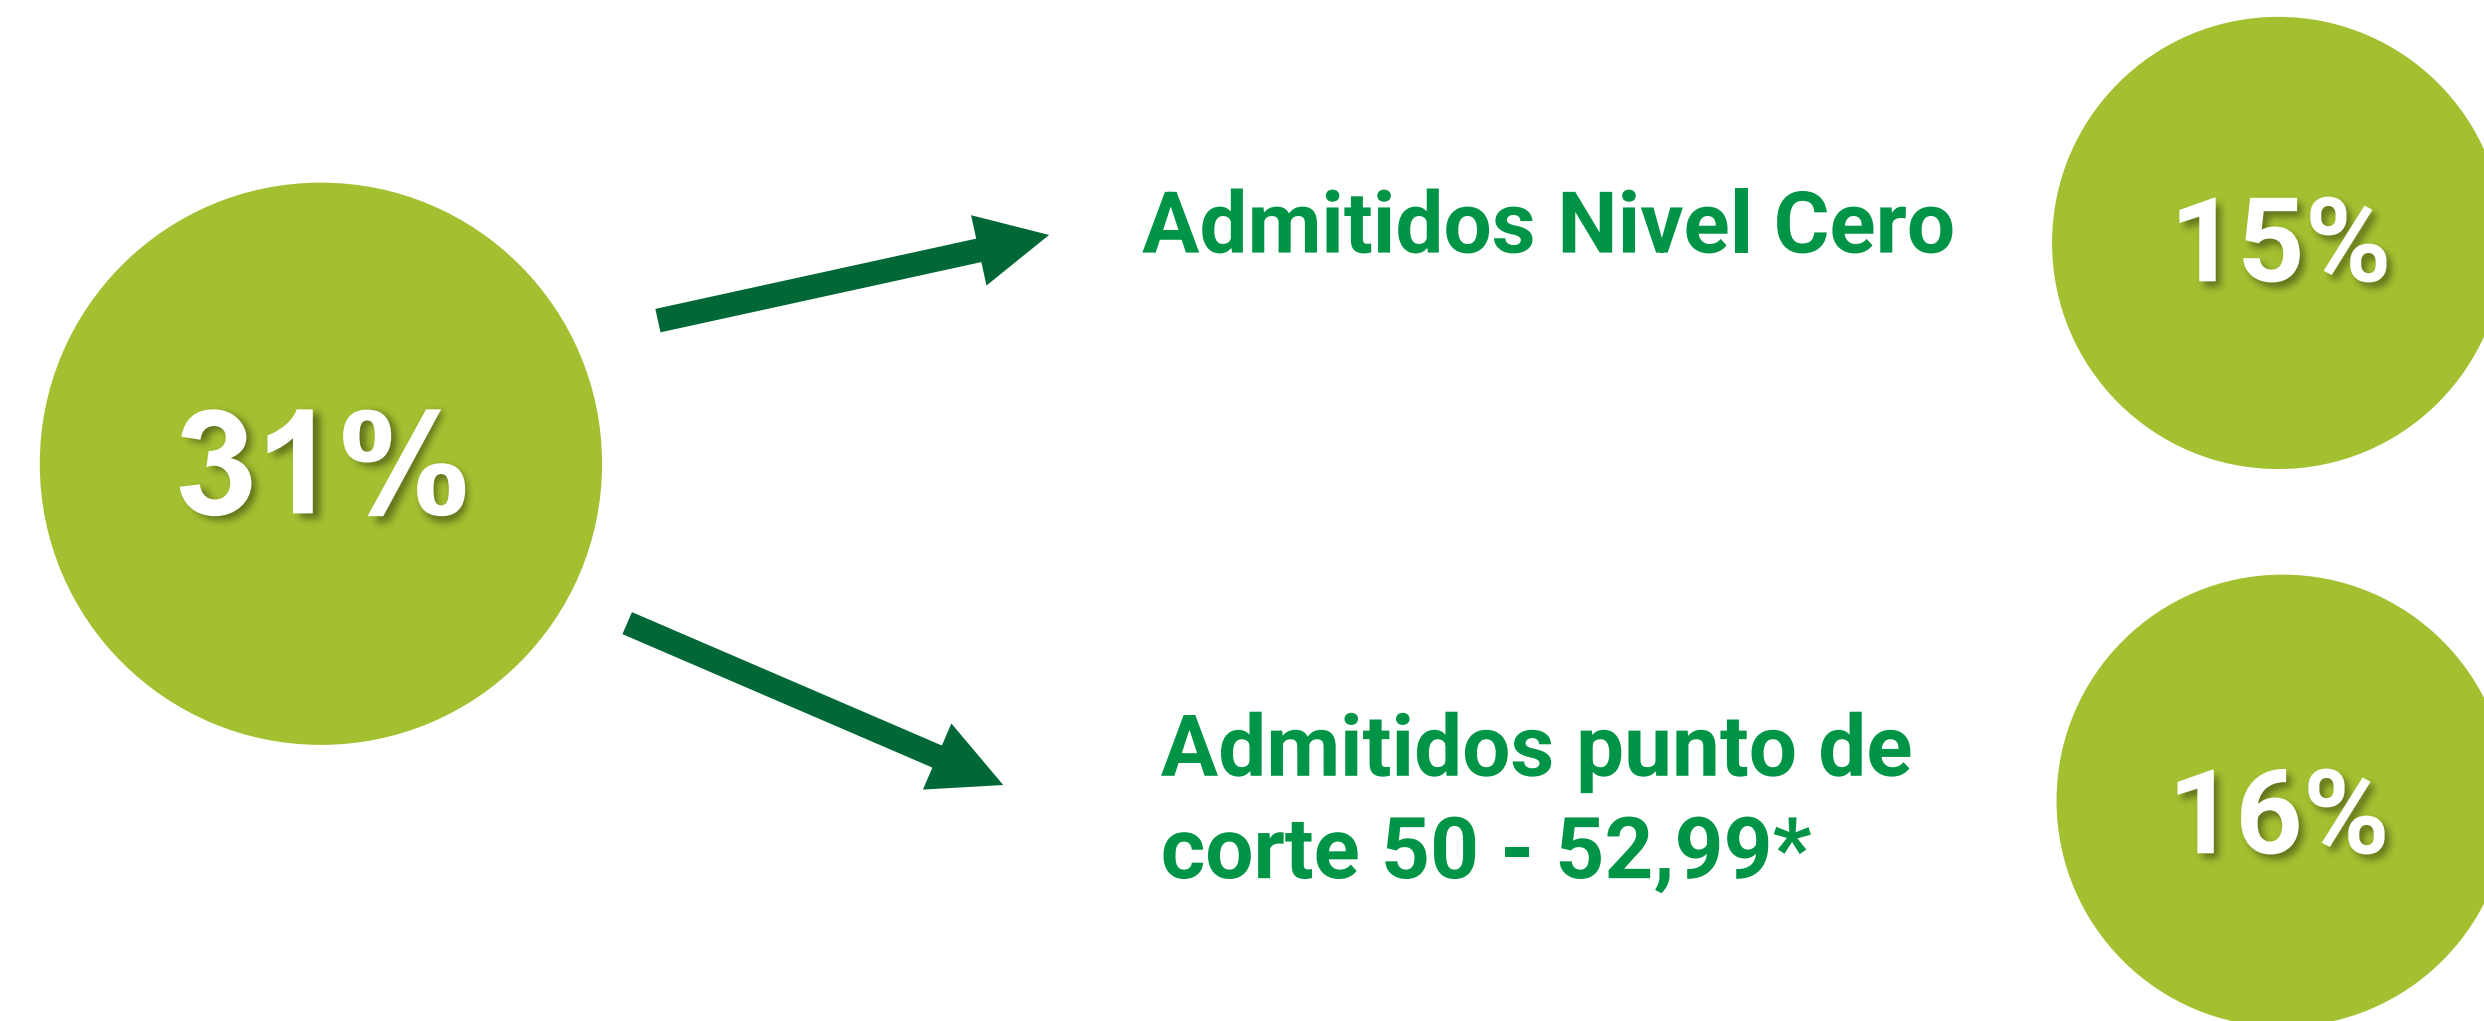 31%
Admitidos Nivel Cero
15%
Admitidos punto de
corte 50 - 52,99*
16%